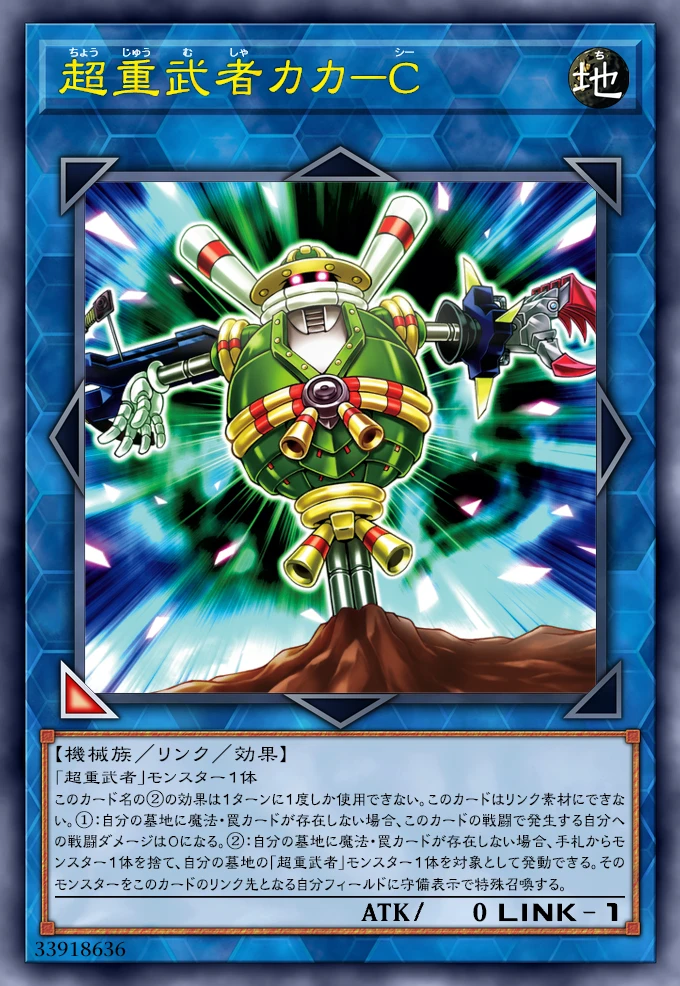 ちょう じゅう む しゃ シー
超重武者カカーC
ち
地
【機械族／リンク／効果】
「超重武者」モンスター1体
このカード名の②の効果は1ターンに1度しか使用できない。このカードはリンク素材にできな
い。①：自分の墓地に魔法・罠カードが存在しない場合、このカードの戦闘で発生する自分へ
の戦闘ダメージは0になる。②：自分の墓地に魔法・罠カードが存在しない場合、手札からモ
ンスター1体を捨て、自分の墓地の「超重武者」モンスター1体を対象として発動できる。その
モンスターをこのカードのリンク先となる自分フィールドに守備表示で特殊召喚する。
ATK/ 0 LINK-1
33918636